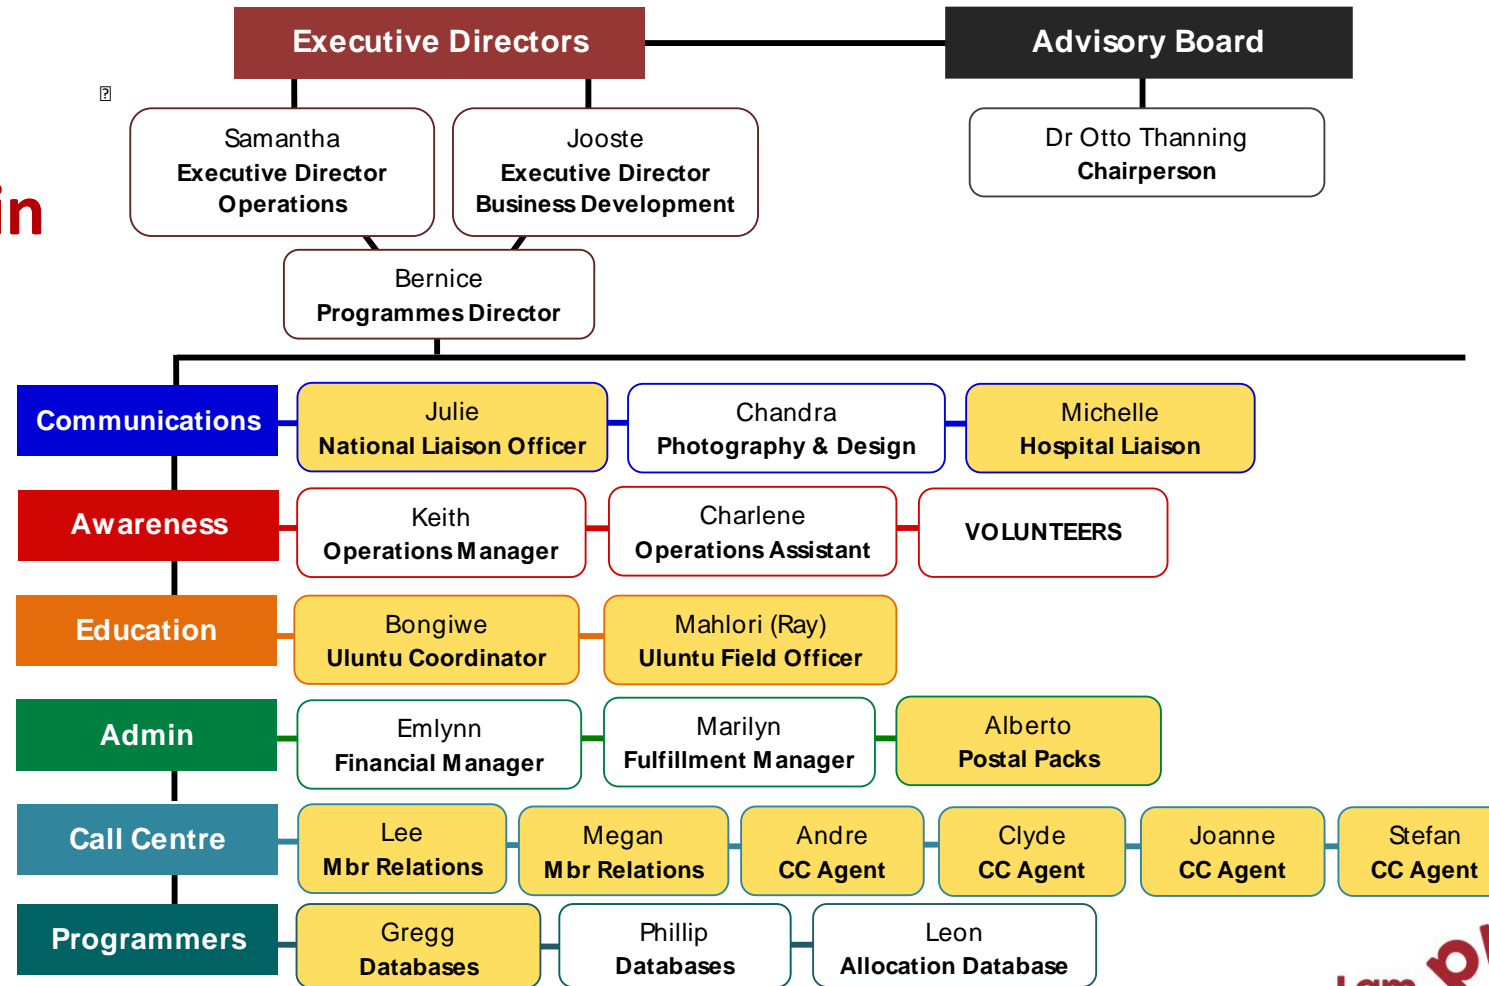 Executive Directors
Advisory Board
Samantha
Executive Director
Operations
Jooste
Executive Director
Business Development
Dr Otto Thanning
Chairperson
in
Bernice
Programmes Director
Communications
Julie
National Liaison Officer
Chandra
Photography & Design
Michelle
Hospital Liaison
Awareness
Keith
Operations Manager
Charlene
Operations Assistant
VOLUNTEERS
Education
Bongiwe
Uluntu Coordinator
Mahlori (Ray)
Uluntu Field Officer
Admin
Emlynn
Financial Manager
Marilyn
Fulfillment Manager
Alberto
Postal Packs
Call Centre
Lee
Mbr Relations
Megan
Mbr Relations
Andre
CC Agent
Clyde
CC Agent
Joanne
CC Agent
Stefan
CC Agent
Programmers
Gregg
Databases
Phillip
Databases
Leon
Allocation Database
I am